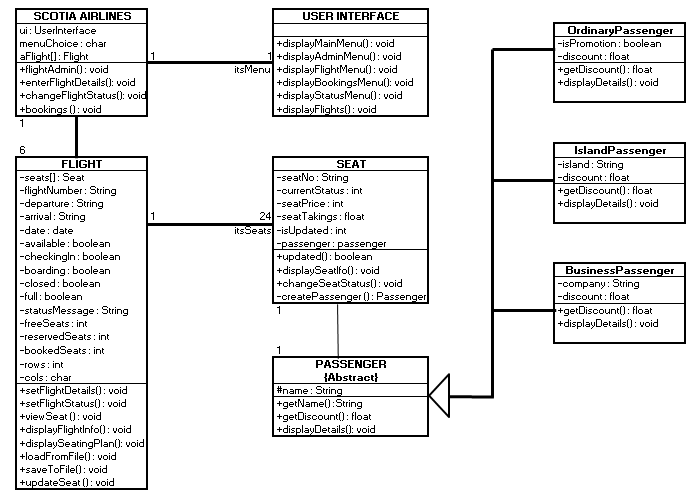 SCOTIA AIRLINES
ui : UserInterface
menuChoice : char
aFlight[] : Flight
+flightAdmin() : void
+enterFlightDetails() : void
+changeFlightStatus() : void
+bookings () : void
1
1
itsMenu
USER INTERFACE
+displayMainMenu() : void
+displayAdminMenu() : void
+displayFlightMenu() : void
+displayBookingsMenu() : void
+displayStatusMenu() : void
+displayFlights() : void
1
6
FLIGHT
-seats[] : Seat
-flightNumber : String
-departure : String
-arrival : String
-date : date
-available : boolean
-checkingIn : boolean
-boarding : boolean
-closed : boolean
-full : boolean
-statusMessage : String
-freeSeats : int
-reservedSeats : int
-bookedSeats : int
-rows : int
-cols : char
+setFlightDetails() : void
+setFlightStatus() : void
+viewSeat () : void
+displayFlightInfo() : void
+displaySeatingPlan() : void
+loadFromFile() : void
+saveToFile() : void
+updateSeat () : void
1
24
itsSeats
SEAT
-seatNo : String
-currentStatus : int
-seatPrice : int
-seatTakings : float
-isUpdated : int
-passenger : passenger
+updated() : boolean
+displaySeatIfo() : void
+changeSeatStatus() : void
-createPassenger () : Passenger
1
1
PASSENGER
{Abstract}
#name : String
+getName() : String
+getDiscount() : float
+displayDetails() : void
OrdinaryPassenger
-isPromotion : boolean
-discount : float
+getDiscount() : float
+displayDetails() : void
IslandPassenger
-island : String
-discount : float
+getDiscount() : float
+displayDetails() : void
BusinessPassenger
-company : String
-discount : float
+getDiscount() : float
+displayDetails() : void